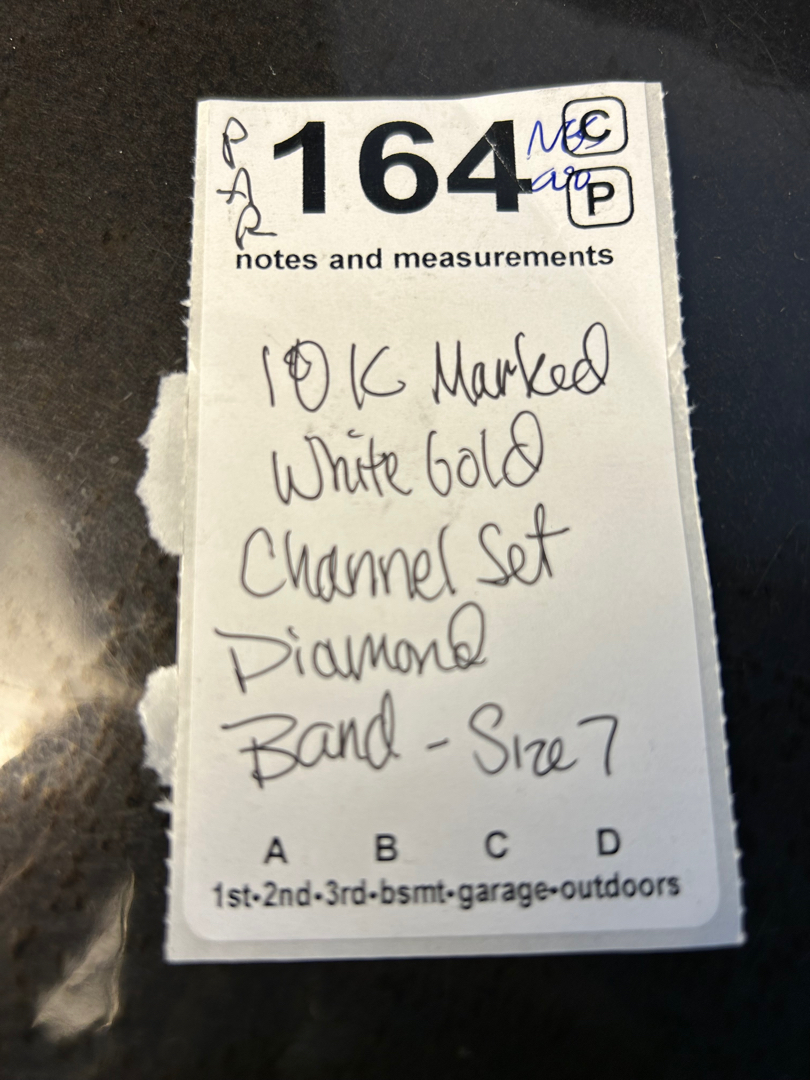 PAR
164
C
P
notes and measurements
10K Marked
White Gold
Channel Set
Diamond
Band - Size 7
A B C D
1st-2nd-3rd-bsmt-garage-outdoors